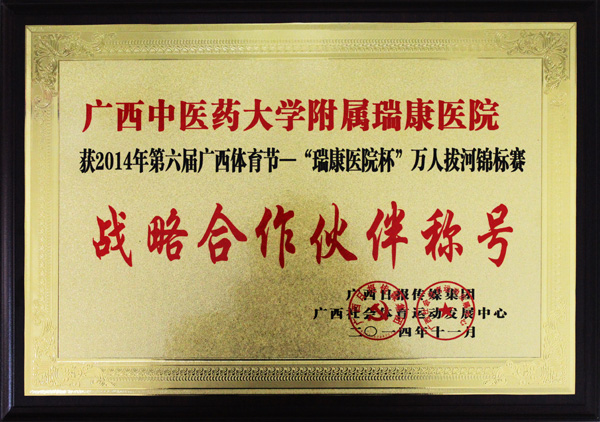 广西中医药大学附属瑞康医院
获2014年第六届广西体育节—“瑞康医院杯”万人拔河锦标赛
战略合作伙伴称号
广西日报传媒集团
广西社会体育运动发展中心
二〇一四年十一月